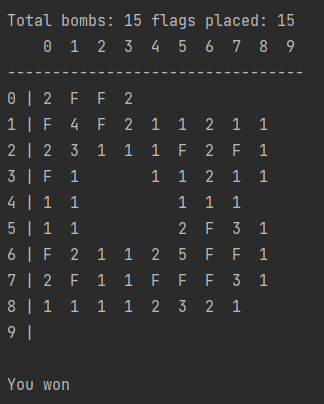 Total bombs: 15 flags placed: 15
    0  1  2  3  4  5  6  7  8  9
---------------------------------
0 | 2  F  F  2
1 | F  4  F  2  1  1  2  1  1
2 | 2  3  1  1  1  F  2  F  1
3 | F  1        1  1  2  1  1
4 | 1  1           1  1  1
5 | 1  1           2  F  3  1
6 | F  2  1  1  2  5  F  F  1
7 | 2  F  1  1  F  F  F  3  1
8 | 1  1  1  1  2  3  2  1
9 |
You won